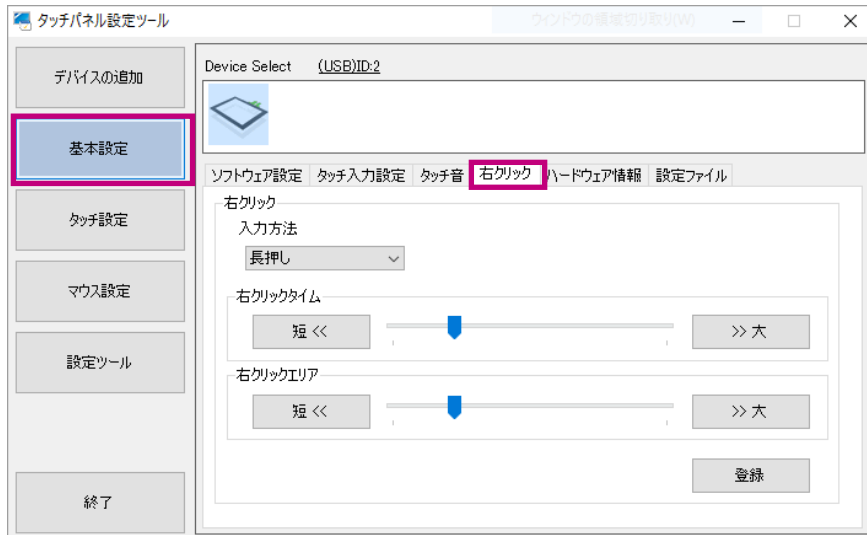 タッチパネル設定ツール
ウィンドウの領域切り取り(W)
デバイスの追加
基本設定
タッチ設定
マウス設定
設定ツール
終了
Device Select (USB)ID:2
ソフトウェア設定 タッチ入力設定 タッチ音 右クリック ハードウェア情報 設定ファイル
右クリック
入力方法
長押し
右クリックタイム
短 <<
>> 大
右クリックエリア
短 <<
>> 大
登録